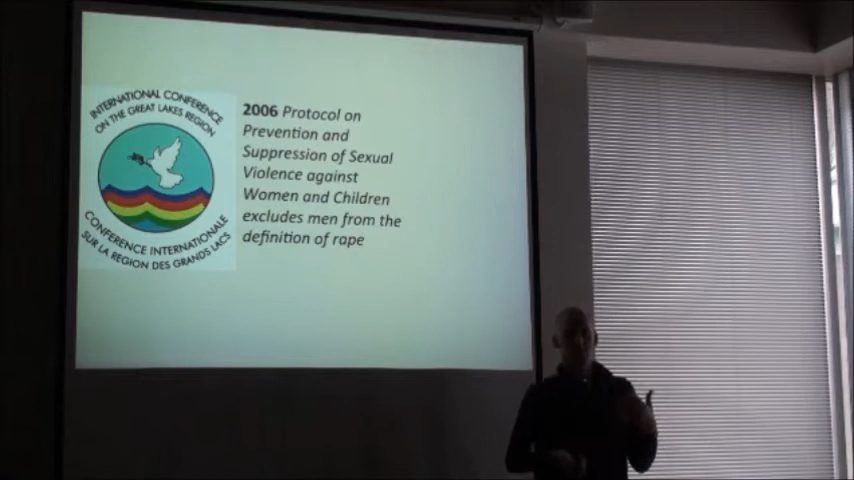 INTERNATIONAL CONFERENCE
ON THE GREAT LAKES REGION
CONFERENCE INTERNATIONALE
SUR LA REGION DES GRANDS LACS
2006 Protocol on
Prevention and
Suppression of Sexual
Violence against
Women and Children
excludes men from the
definition of rape